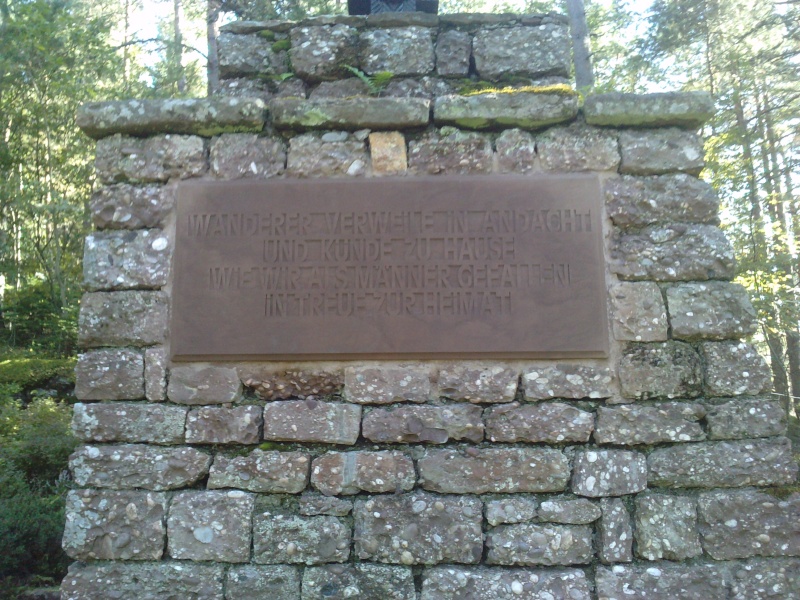 WANDERER VERWEILE IN ANDACHT
UND KÜNDE ZU HAUSE
WIE WIR ALS MÄNNER GEFALLEN
IN TREUE ZUR HEIMAT